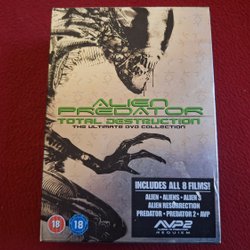 ALIEN
PREDATOR
TOTAL DESTRUCTION
THE ULTIMATE DVD COLLECTION
INCLUDES ALL 8 FILMS!
ALIEN • ALIENS • ALIEN 3
ALIEN RESURRECTION
PREDATOR • PREDATOR 2 • AVP
AVP2
REQUIEM
18
18